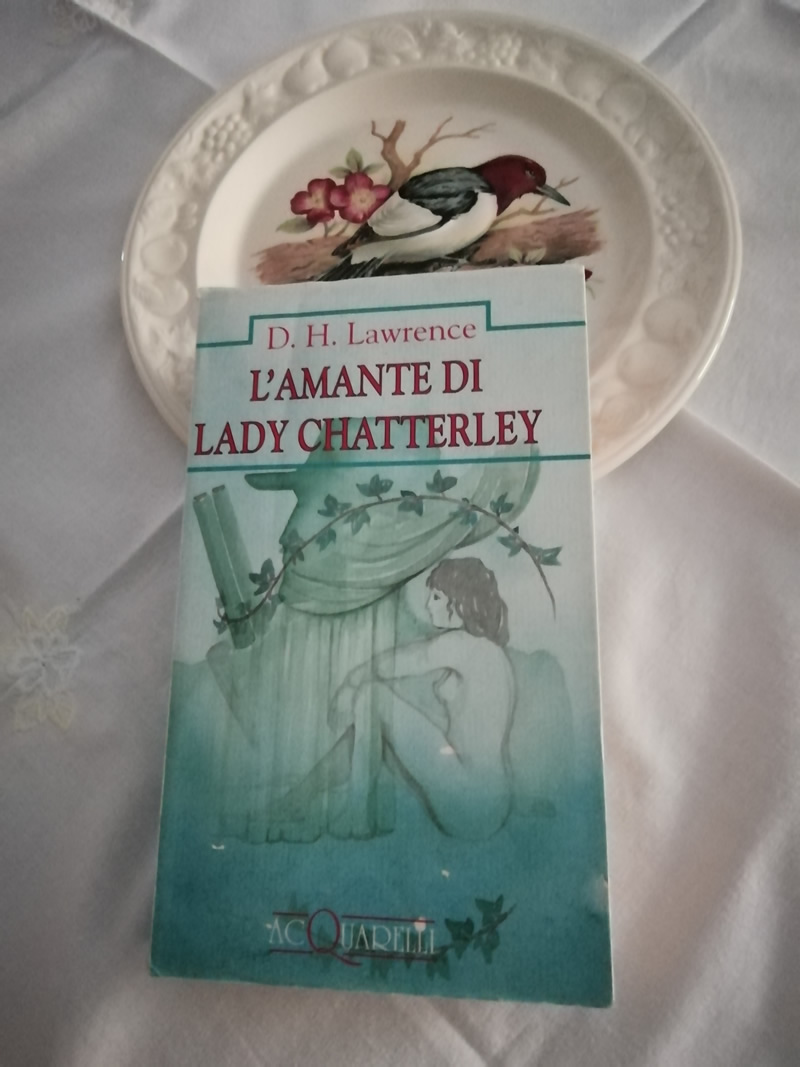 D. H. Lawrence
L'AMANTE DI
LADY CHATTERLEY
ACQUARELLI